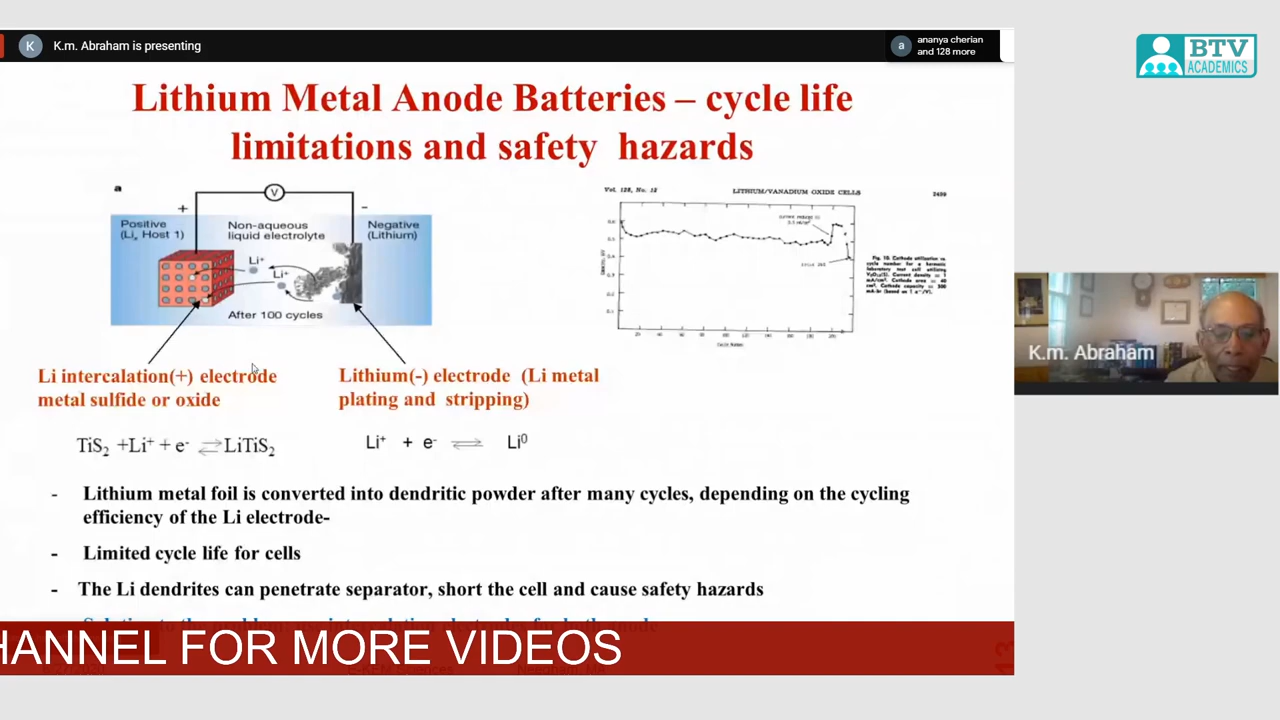 K
K.m. Abraham is presenting
a
ananya cherian
and 128 more
BTV
ACADEMICS
Lithium Metal Anode Batteries – cycle life
limitations and safety hazards
a
V
+
-
Positive
(Liₓ Host 1)
Non-aqueous
liquid electrolyte
Negative
(Lithium)
Li⁺
Li⁺
After 100 cycles
Vol. 128, No. 12
LITHIUM/VANADIUM OXIDE CELLS
K.m. Abraham
Li intercalation(+) electrode
metal sulfide or oxide
Lithium(-) electrode (Li metal
plating and stripping)
TiS₂ +Li⁺ + e⁻ ⇌ LiTiS₂
Li⁺ + e⁻ ⇌ Li⁰
- Lithium metal foil is converted into dendritic powder after many cycles, depending on the cycling
efficiency of the Li electrode-
- Limited cycle life for cells
- The Li dendrites can penetrate separator, short the cell and cause safety hazards
HANNEL FOR MORE VIDEOS